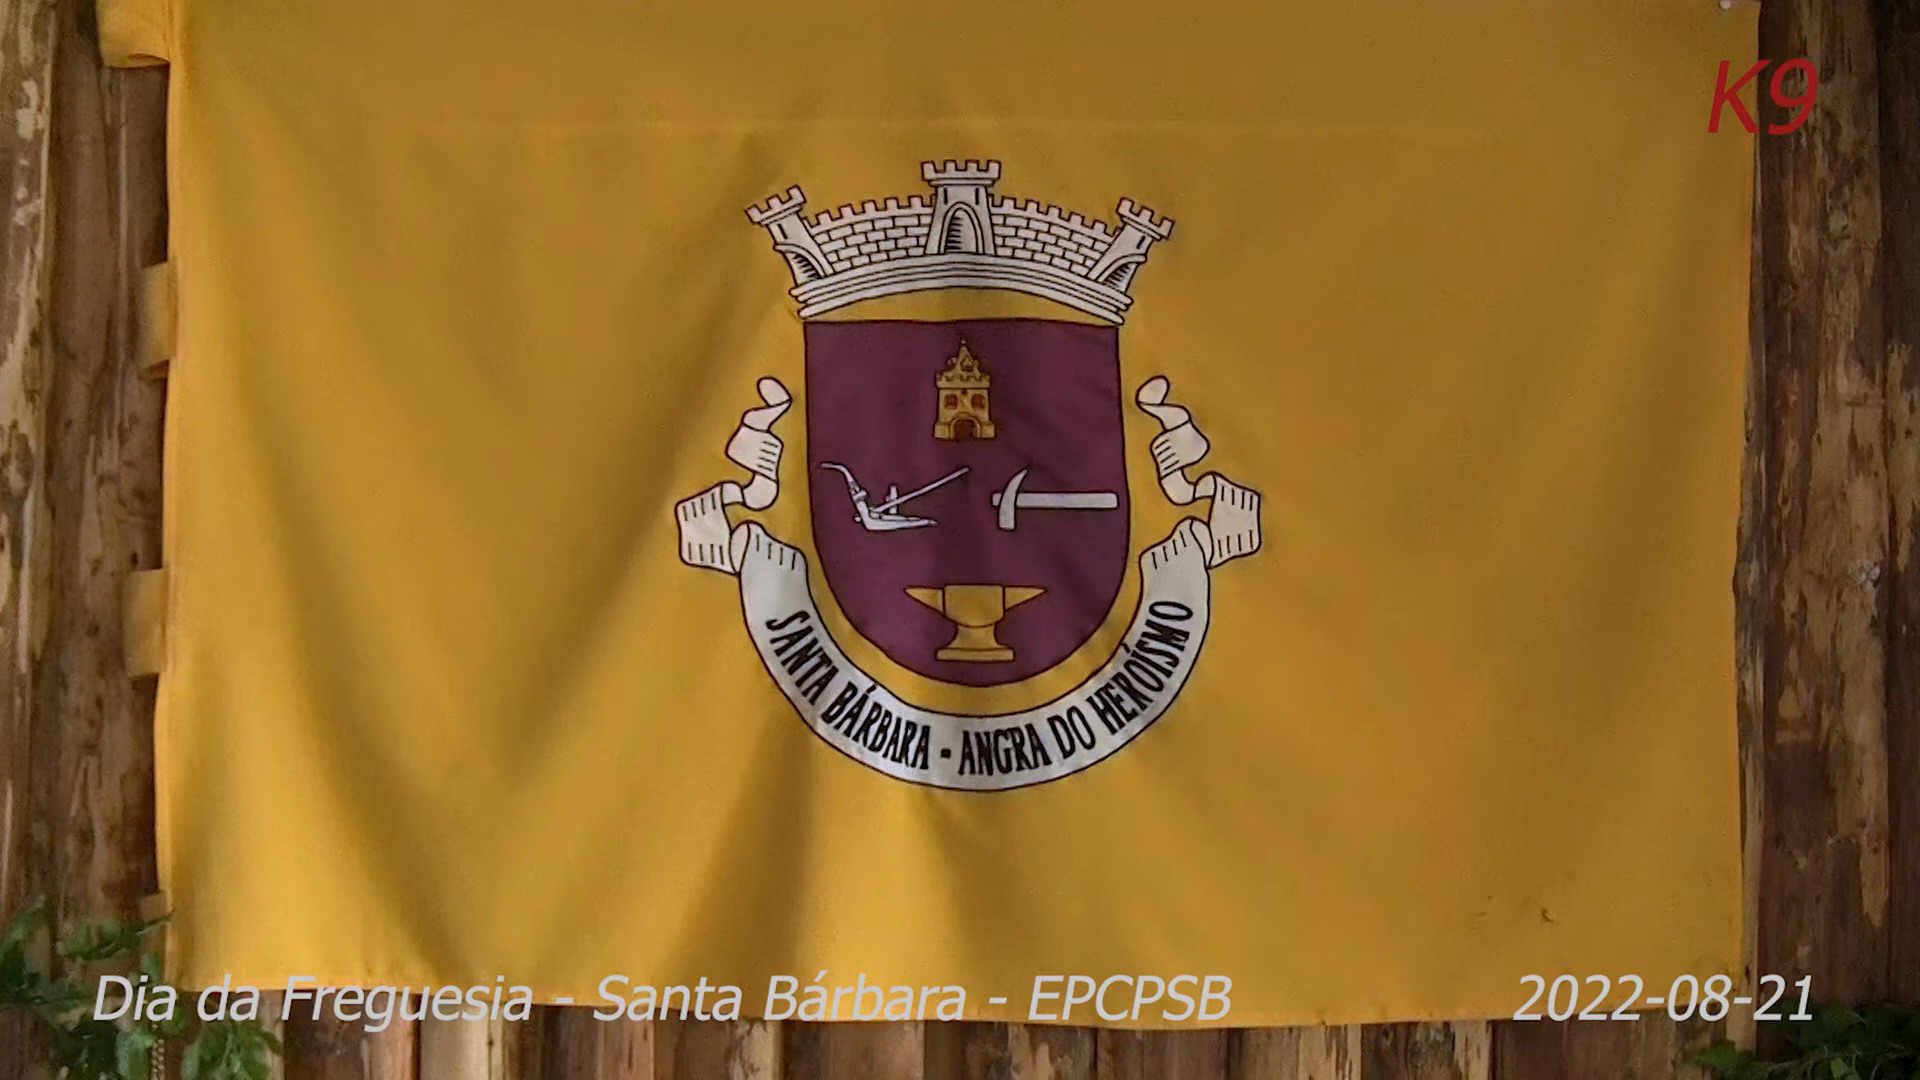 K9
SANTA BÁRBARA - ANGRA DO HEROÍSMO
Dia da Freguesia - Santa Bárbara - EPCPSB 2022-08-21